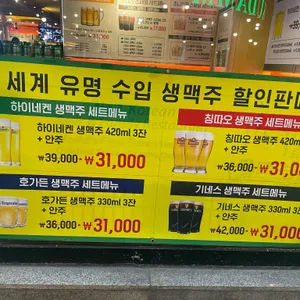 세계 유명 수입 생맥주 할인판
하이네켄 생맥주 세트메뉴
하이네켄 생맥주 420ml 3잔
+ 안주
₩39,000- ₩31,000
칭따오 생맥주 세트메뉴
칭따오 생맥주 420m
+ 안주
₩36,000- ₩31,0
호가든 생맥주 세트메뉴
호가든 생맥주 330ml 3잔
+ 안주
₩36,000- ₩31,000
기네스 생맥주 세트메뉴
기네스 생맥주 330ml 3
+ 안주
₩42,000- ₩31,00